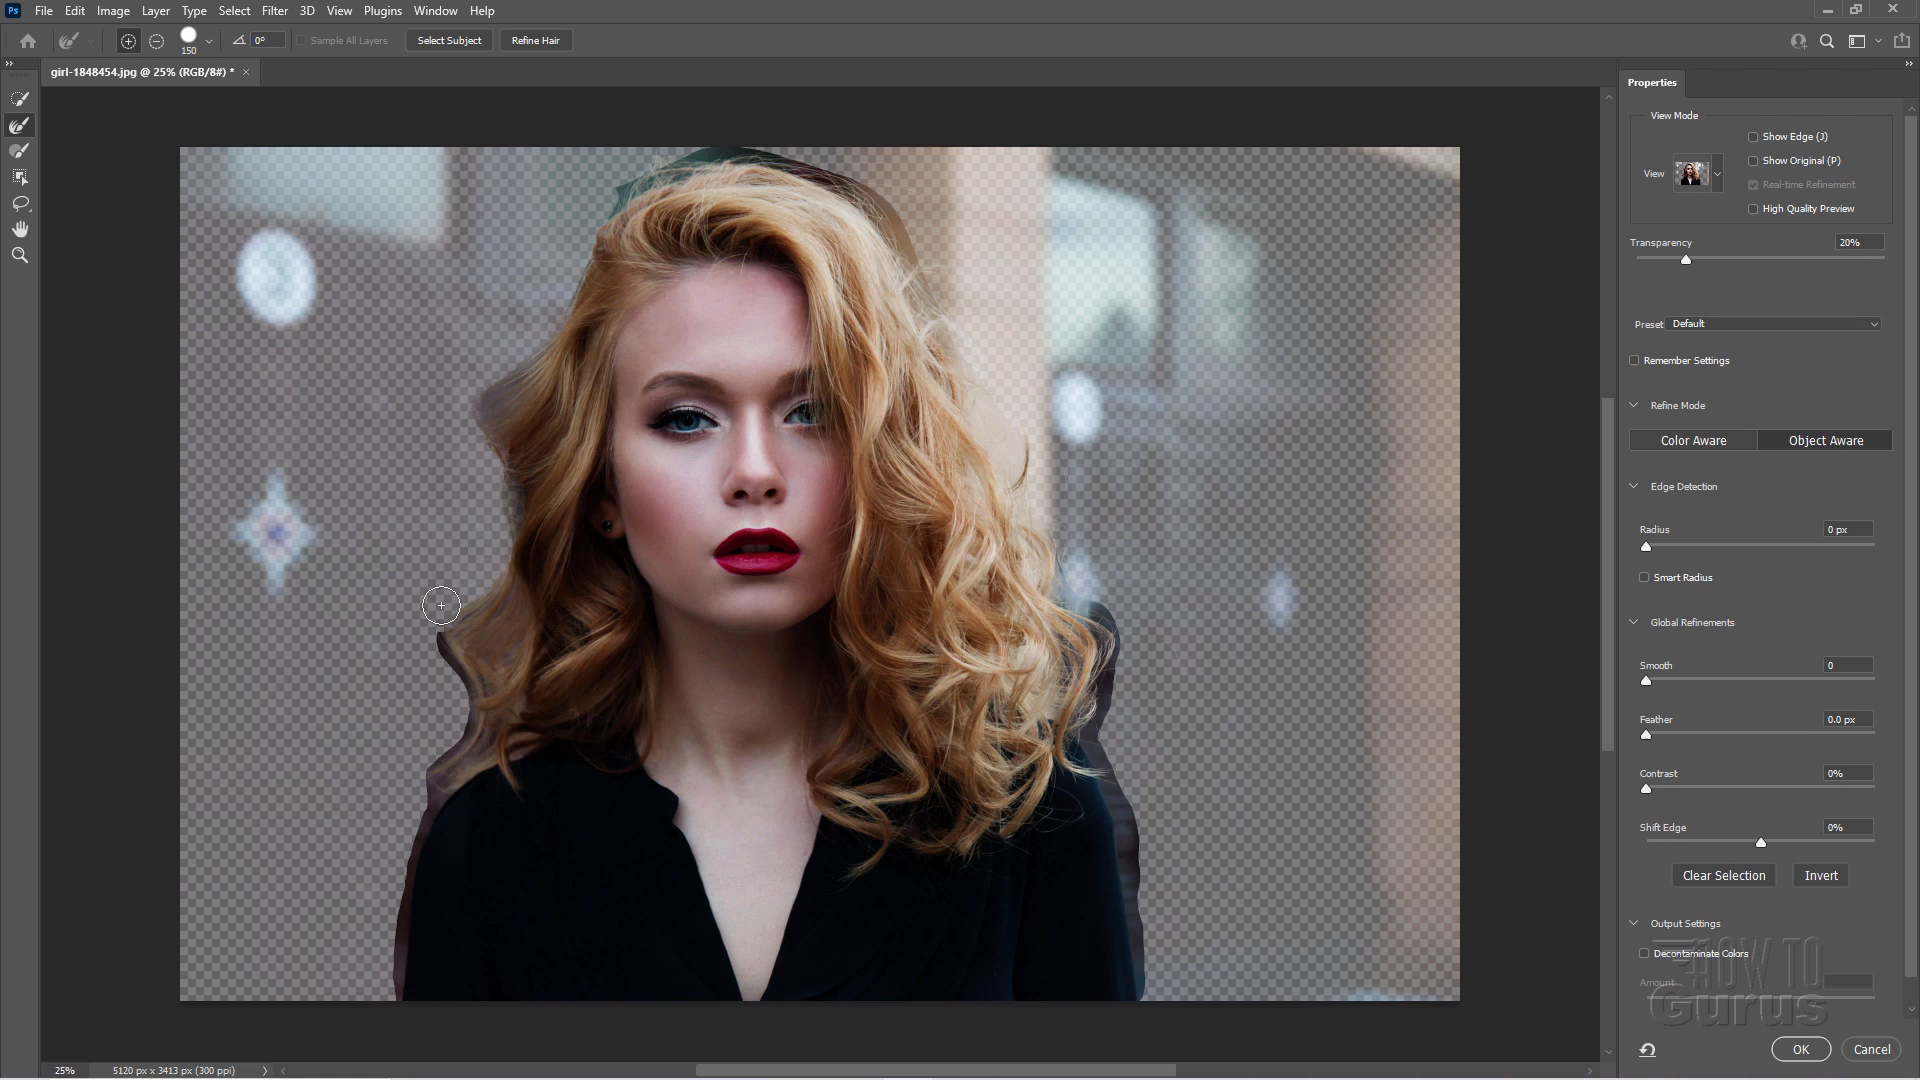 Ps File Edit Image Layer Type Select Filter 3D View Plugins Window Help
150 0° Sample All Layers Select Subject Refine Hair
girl-1848454.jpg @ 25% (RGB/8#) * ×
Properties
View Mode
Show Edge (J)
Show Original (P)
View
Real-time Refinement
High Quality Preview
Transparency 20%
Preset Default
Remember Settings
Refine Mode
Color Aware Object Aware
Edge Detection
Radius 0 px
Smart Radius
Global Refinements
Smooth 0
Feather 0.0 px
Contrast 0%
Shift Edge 0%
Clear Selection Invert
Output Settings
Decontaminate Colors
HOW TO
Amount
Gurus
OK Cancel
25% 5120 px x 3413 px (300 ppi)